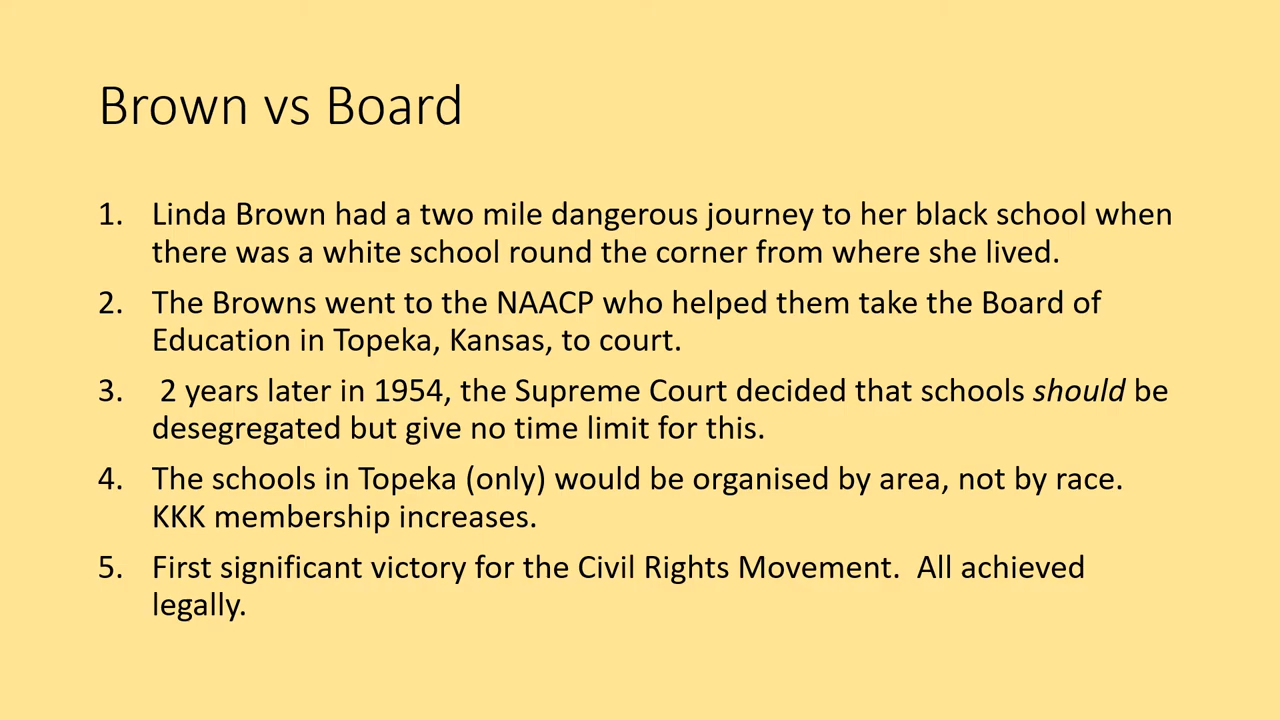 Brown vs Board
1. Linda Brown had a two mile dangerous journey to her black school when
there was a white school round the corner from where she lived.
2. The Browns went to the NAACP who helped them take the Board of
Education in Topeka, Kansas, to court.
3. 2 years later in 1954, the Supreme Court decided that schools should be
desegregated but give no time limit for this.
4. The schools in Topeka (only) would be organised by area, not by race.
KKK membership increases.
5. First significant victory for the Civil Rights Movement.  All achieved
legally.